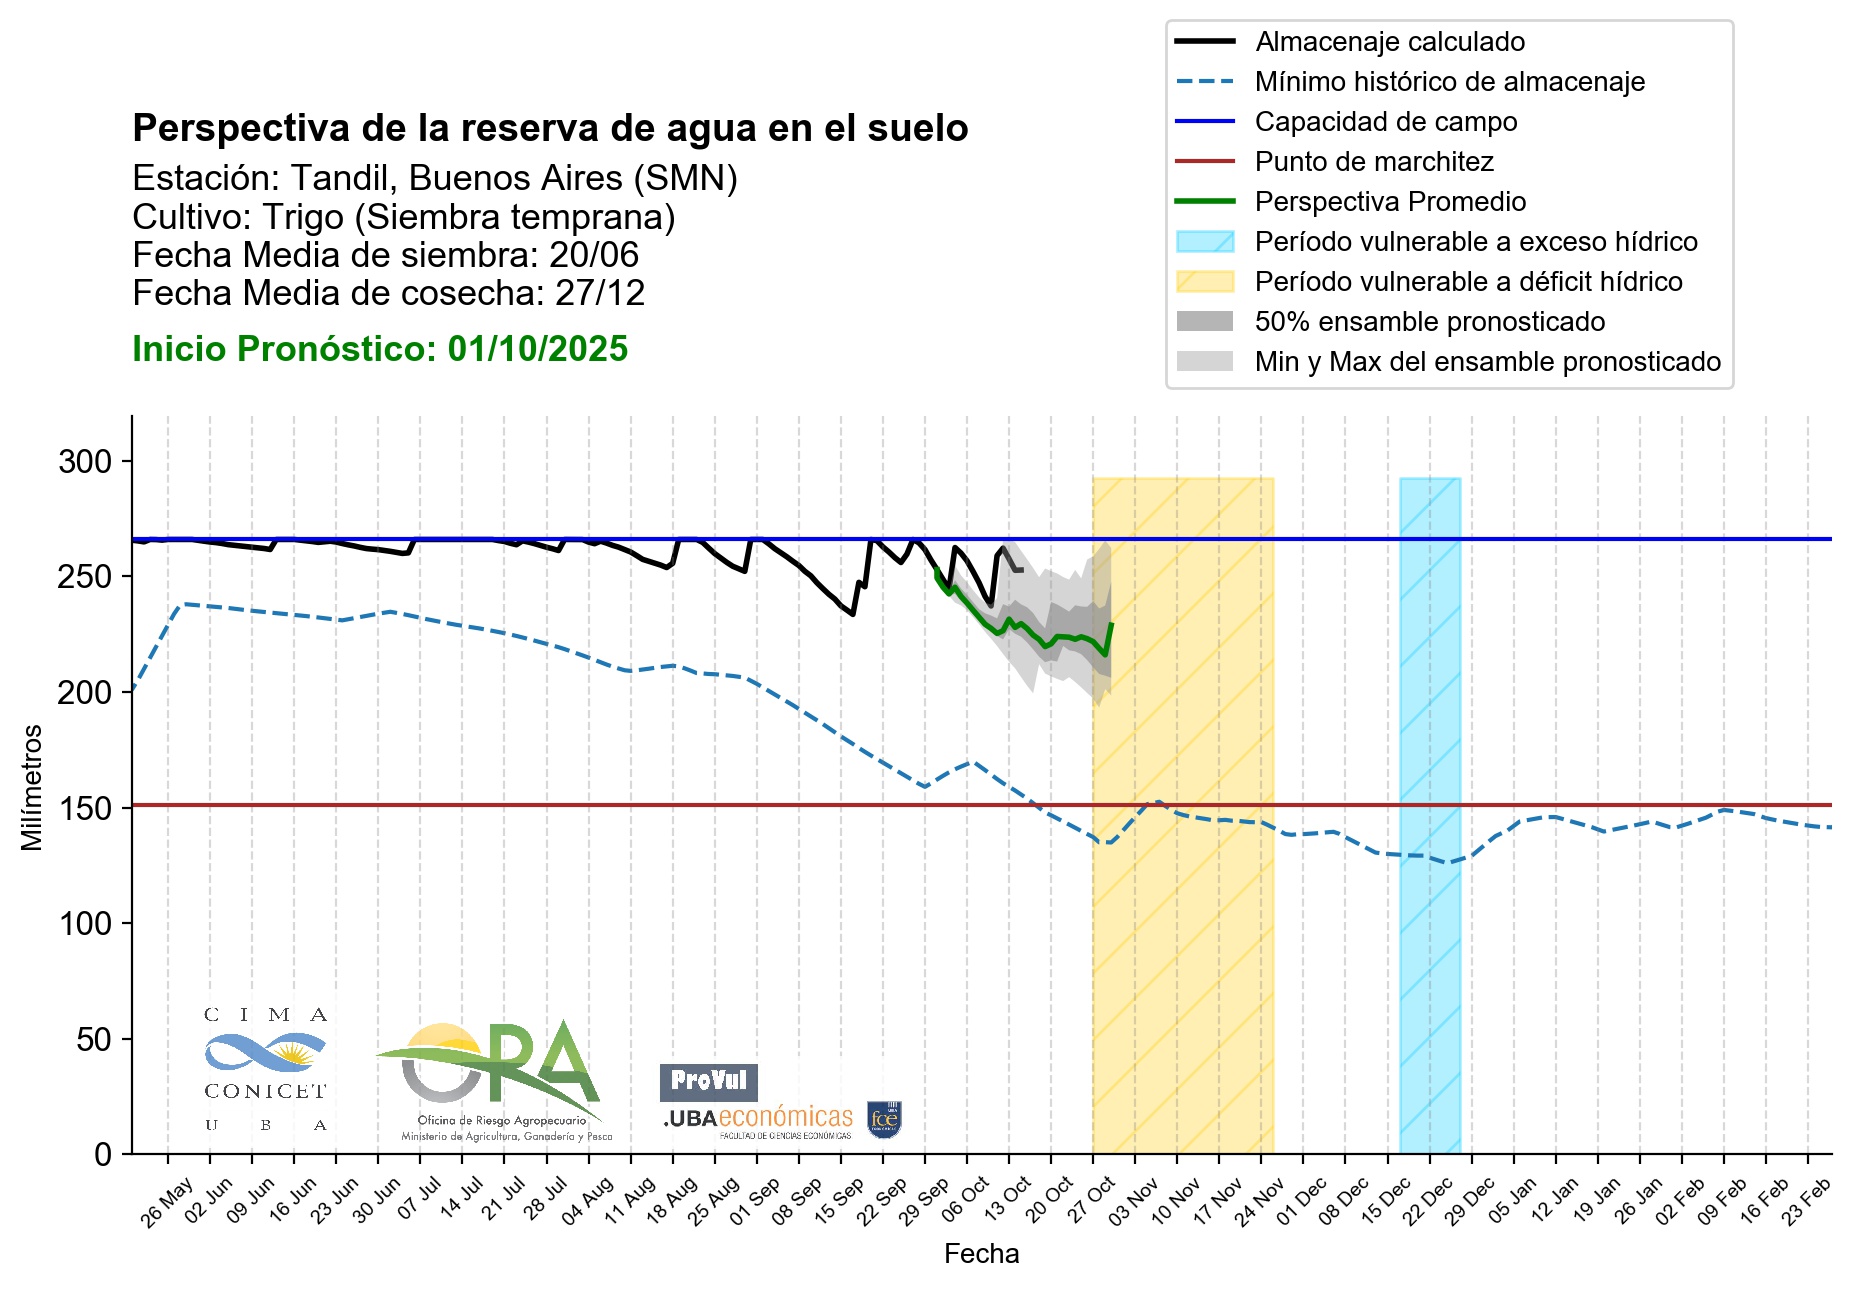 Almacenaje calculado
Mínimo histórico de almacenaje
Capacidad de campo
Punto de marchitez
Perspectiva Promedio
Período vulnerable a exceso hídrico
Período vulnerable a déficit hídrico
50% ensamble pronosticado
Min y Max del ensamble pronosticado
Perspectiva de la reserva de agua en el suelo
Estación: Tandil, Buenos Aires (SMN)
Cultivo: Trigo (Siembra temprana)
Fecha Media de siembra: 20/06
Fecha Media de cosecha: 27/12
Inicio Pronóstico: 01/10/2025
300
250
200
150
100
50
0
Milímetros
CIMA
CONICET
UBA
ORA
Oficina de Riesgo Agropecuario
Ministerio de Agricultura, Ganadería y Pesca
ProVul
.UBAeconómicas
FACULTAD DE CIENCIAS ECONÓMICAS
fce
26 May
02 Jun
09 Jun
16 Jun
23 Jun
30 Jun
07 Jul
14 Jul
21 Jul
28 Jul
04 Aug
11 Aug
18 Aug
25 Aug
01 Sep
08 Sep
15 Sep
22 Sep
29 Sep
06 Oct
13 Oct
20 Oct
27 Oct
03 Nov
10 Nov
17 Nov
24 Nov
01 Dec
08 Dec
15 Dec
22 Dec
29 Dec
05 Jan
12 Jan
19 Jan
26 Jan
02 Feb
09 Feb
16 Feb
23 Feb
Fecha